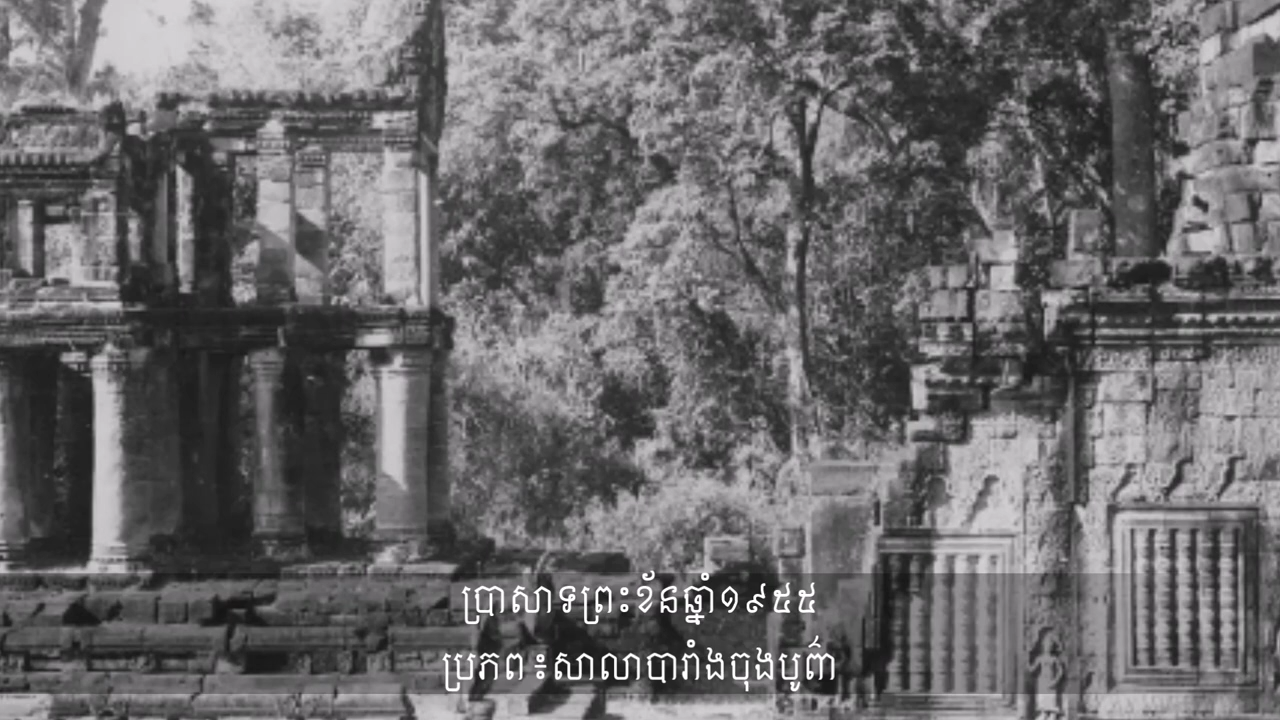 ប្រាសាទព្រះខ័នឆ្នាំ១៩៥៥
ប្រភព៖សាលាបារាំងចុងបូព៌ា